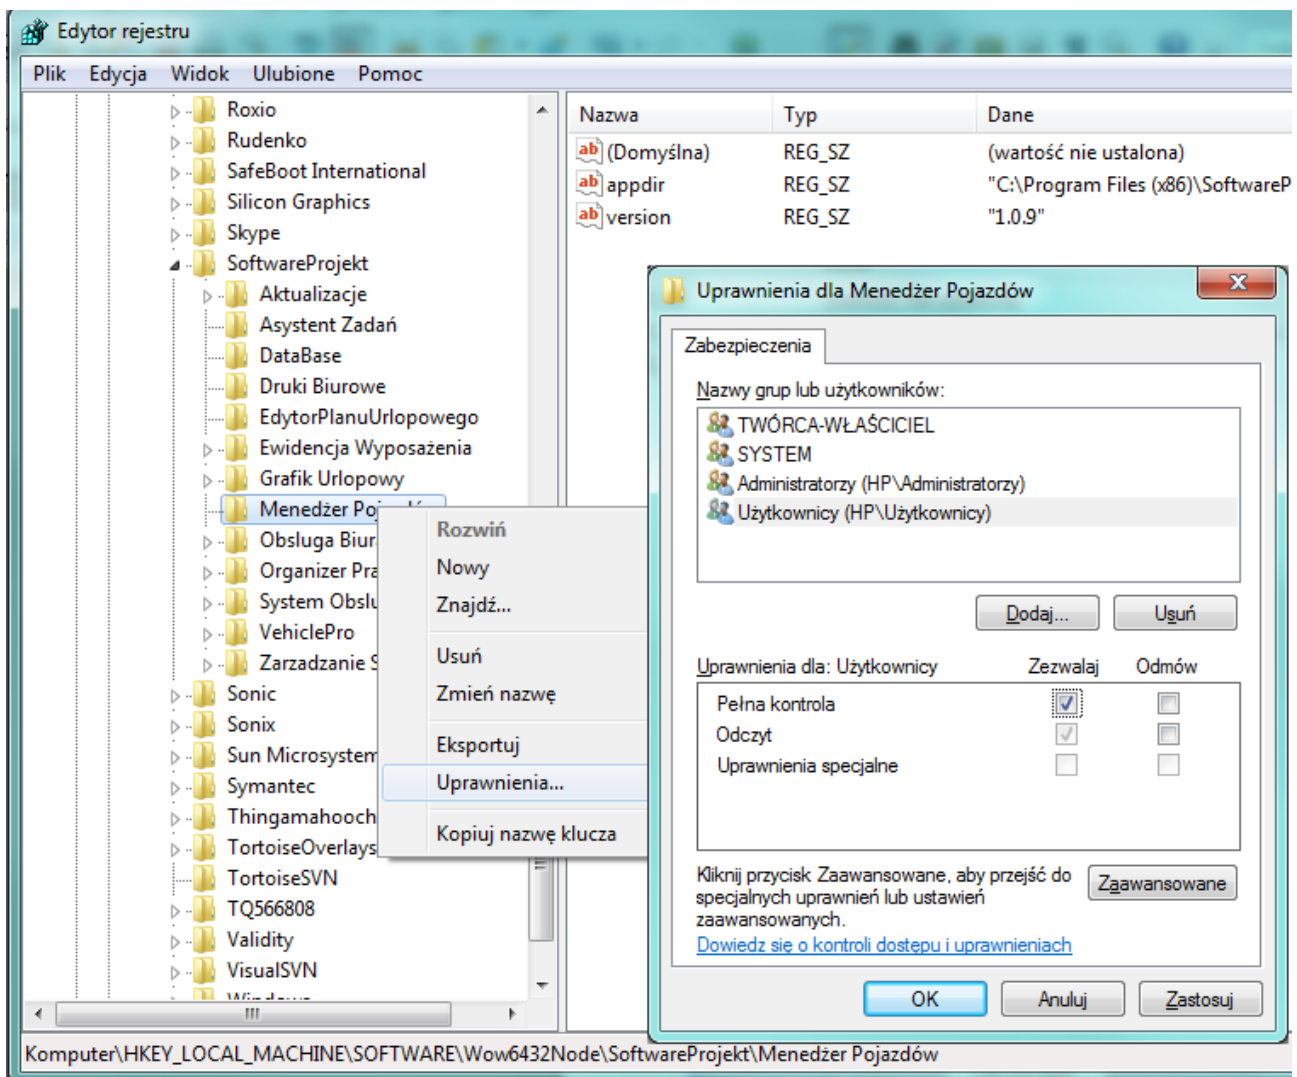 Edytor rejestru
Plik Edycja Widok Ulubione Pomoc
Roxio
Rudenko
SafeBoot International
Silicon Graphics
Skype
SoftwareProjekt
Aktualizacje
Asystent Zadań
DataBase
Druki Biurowe
EdytorPlanuUrlopowego
Ewidencja Wyposażenia
Grafik Urlopowy
Menedżer
Obsluga
Organizer
System
VehiclePro
Zarzadzanie
Sonic
Sonix
Sun Microsystem
Symantec
Thingamahooch
TortoiseOverlays
TortoiseSVN
TQ566808
Validity
VisualSVN
Nazwa Typ Dane
ab (Domyślna) REG_SZ (wartość nie ustalona)
ab appdir REG_SZ "C:\Program Files (x86)\SoftwareP
ab version REG_SZ "1.0.9"
Rozwiń
Nowy
Znajdź...
Usuń
Zmień nazwę
Eksportuj
Uprawnienia...
Kopiuj nazwę klucza
Uprawnienia dla Menedżer Pojazdów
Zabezpieczenia
Nazwy grup lub użytkowników:
TWÓRCA-WŁAŚCICIEL
SYSTEM
Administratorzy (HP\Administratorzy)
Użytkownicy (HP\Użytkownicy)
Dodaj... Usuń
Uprawnienia dla: Użytkownicy Zezwalaj Odmów
Pełna kontrola
Odczyt
Uprawnienia specjalne
Kliknij przycisk Zaawansowane, aby przejść do
specjalnych uprawnień lub ustawień
zaawansowanych.
Zaawansowane
Dowiedz się o kontroli dostępu i uprawnieniach
OK Anuluj Zastosuj
Komputer\HKEY_LOCAL_MACHINE\SOFTWARE\Wow6432Node\SoftwareProjekt\Menedżer Pojazdów